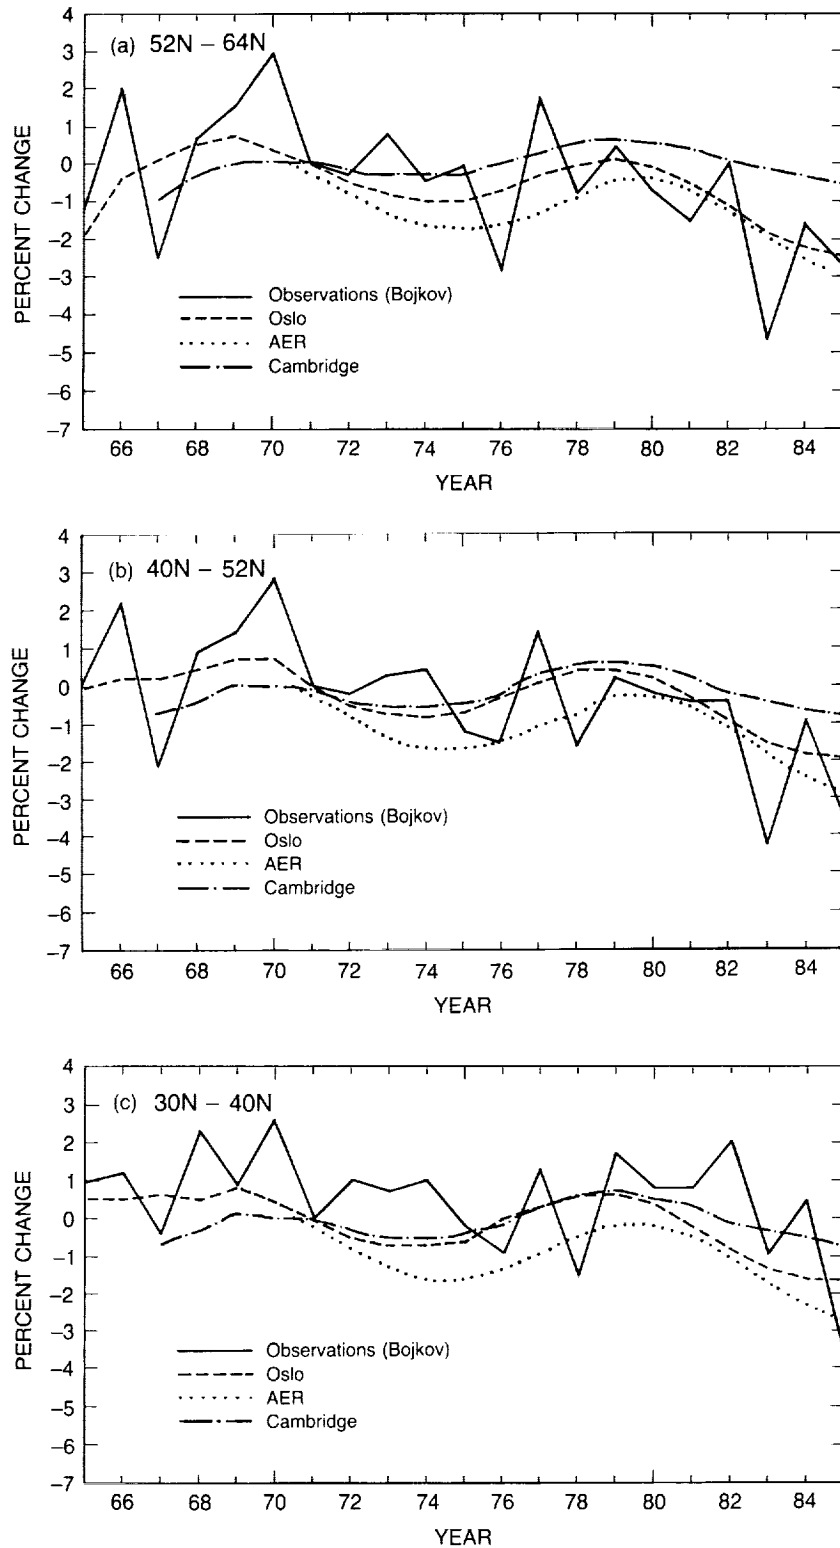 (a) 52N – 64N
4
3
2
1
0
–1
–2
–3
–4
–5
–6
–7
PERCENT CHANGE
Observations (Bojkov)
Oslo
AER
Cambridge
66 68 70 72 74 76 78 80 82 84
YEAR
(b) 40N – 52N
4
3
2
1
0
–1
–2
–3
–4
–5
–6
–7
PERCENT CHANGE
Observations (Bojkov)
Oslo
AER
Cambridge
66 68 70 72 74 76 78 80 82 84
YEAR
(c) 30N – 40N
4
3
2
1
0
–1
–2
–3
–4
–5
–6
–7
PERCENT CHANGE
Observations (Bojkov)
Oslo
AER
Cambridge
66 68 70 72 74 76 78 80 82 84
YEAR